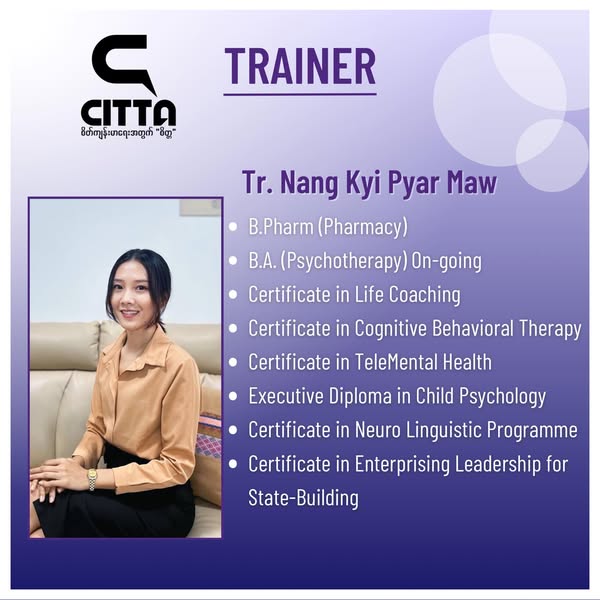 CITTA
စိတ်ကျန်းမာရေးအတွက် "စိတ္တ"
TRAINER
Tr. Nang Kyi Pyar Maw
• B.Pharm (Pharmacy)
• B.A. (Psychotherapy) On-going
• Certificate in Life Coaching
• Certificate in Cognitive Behavioral Therapy
• Certificate in TeleMental Health
• Executive Diploma in Child Psychology
• Certificate in Neuro Linguistic Programme
• Certificate in Enterprising Leadership for
State-Building